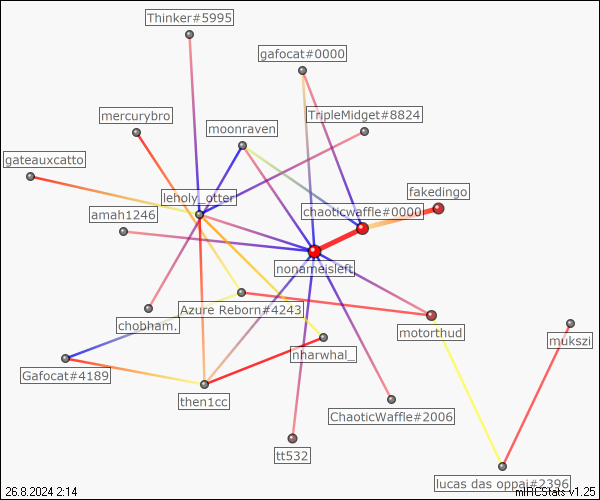 Thinker#5995
gafocat#0000
mercurybro
moonraven
TripleMidget#8824
gateauxcatto
leholy_otter
fakedingo
amah1246
chaoticwaffle#0000
nonameisleft
chobham.
Azure Reborn#4243
motorthud
mukszi
Gafocat#4189
nharwhal_
then1cc
ChaoticWaffle#2006
tt532
lucas das oppai#2396
26.8.2024 2:14
mIRCStats v1.25